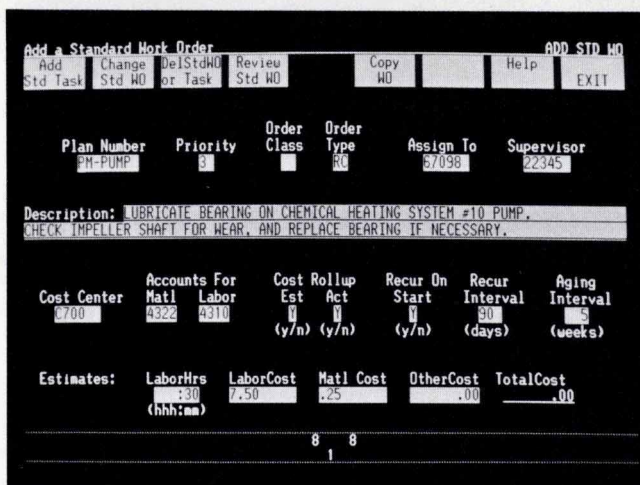 Add a Standard Work Order ADD STD WO
Add Std Task Change Std WO DelStdWO or Task Review Std WO Copy WO Help EXIT
Plan Number Priority Order Class Order Type Assign To Supervisor
PM-PUMP 3 RC 67098 22345
Description: LUBRICATE BEARING ON CHEMICAL HEATING SYSTEM #10 PUMP.
CHECK IMPELLER SHAFT FOR WEAR, AND REPLACE BEARING IF NECESSARY.
Accounts For Cost Rollup Recur On Recur Aging
Cost Center Matl Labor Est Act Start Interval Interval
C700 4322 4310 Y Y Y 90 5
(y/n) (y/n) (y/n) (days) (weeks)
Estimates: LaborHrs LaborCost Matl Cost OtherCost TotalCost
:30 7.50 .25 .00 .00
(hhh:mm)
8 8
1